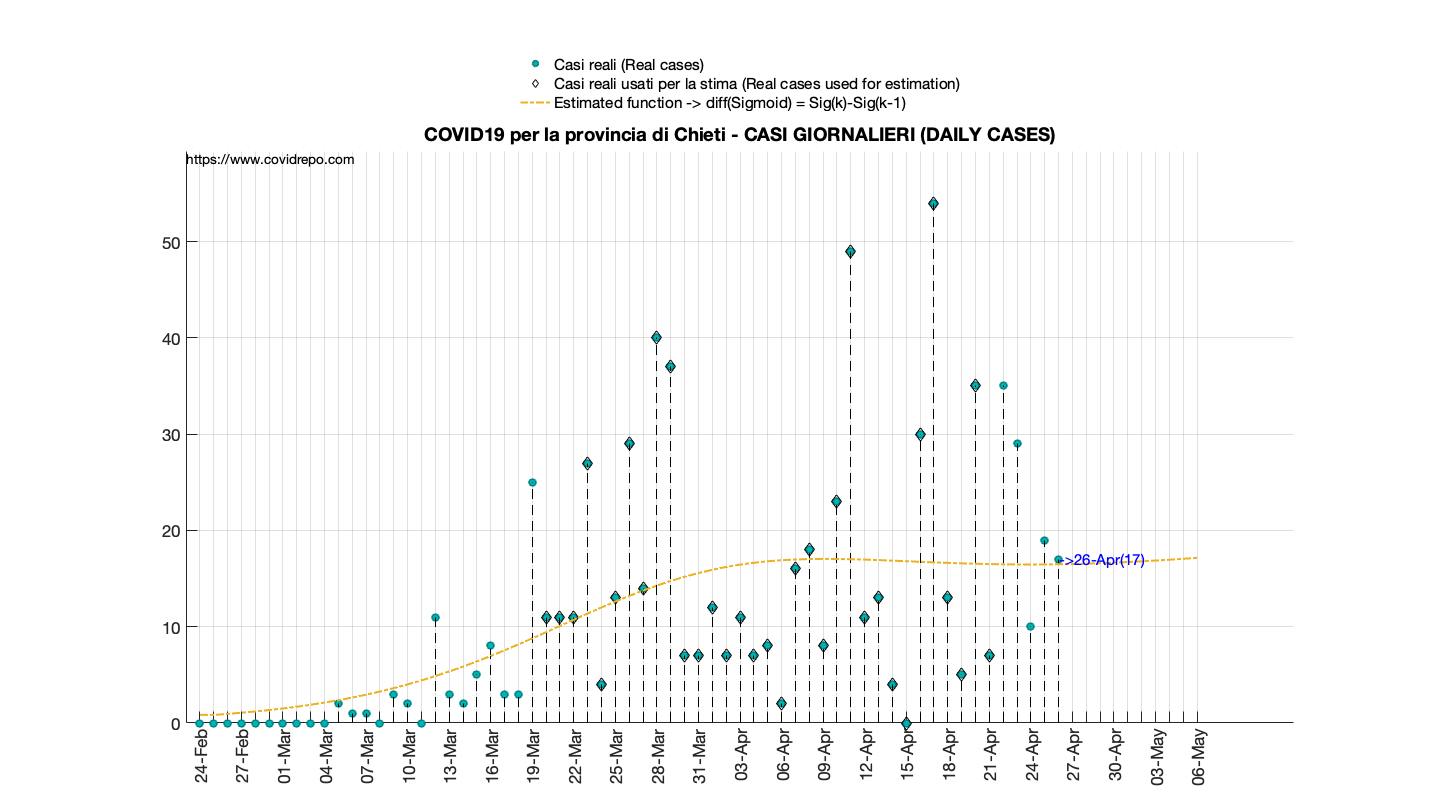 Casi reali (Real cases)
Casi reali usati per la stima (Real cases used for estimation)
Estimated function -> diff(Sigmoid) = Sig(k)-Sig(k-1)
COVID19 per la provincia di Chieti - CASI GIORNALIERI (DAILY CASES)
https://www.covidrepo.com
50
40
30
20
10
0
->26-Apr(17)
24-Feb
27-Feb
01-Mar
04-Mar
07-Mar
10-Mar
13-Mar
16-Mar
19-Mar
22-Mar
25-Mar
28-Mar
31-Mar
03-Apr
06-Apr
09-Apr
12-Apr
15-Apr
18-Apr
21-Apr
24-Apr
27-Apr
30-Apr
03-May
06-May